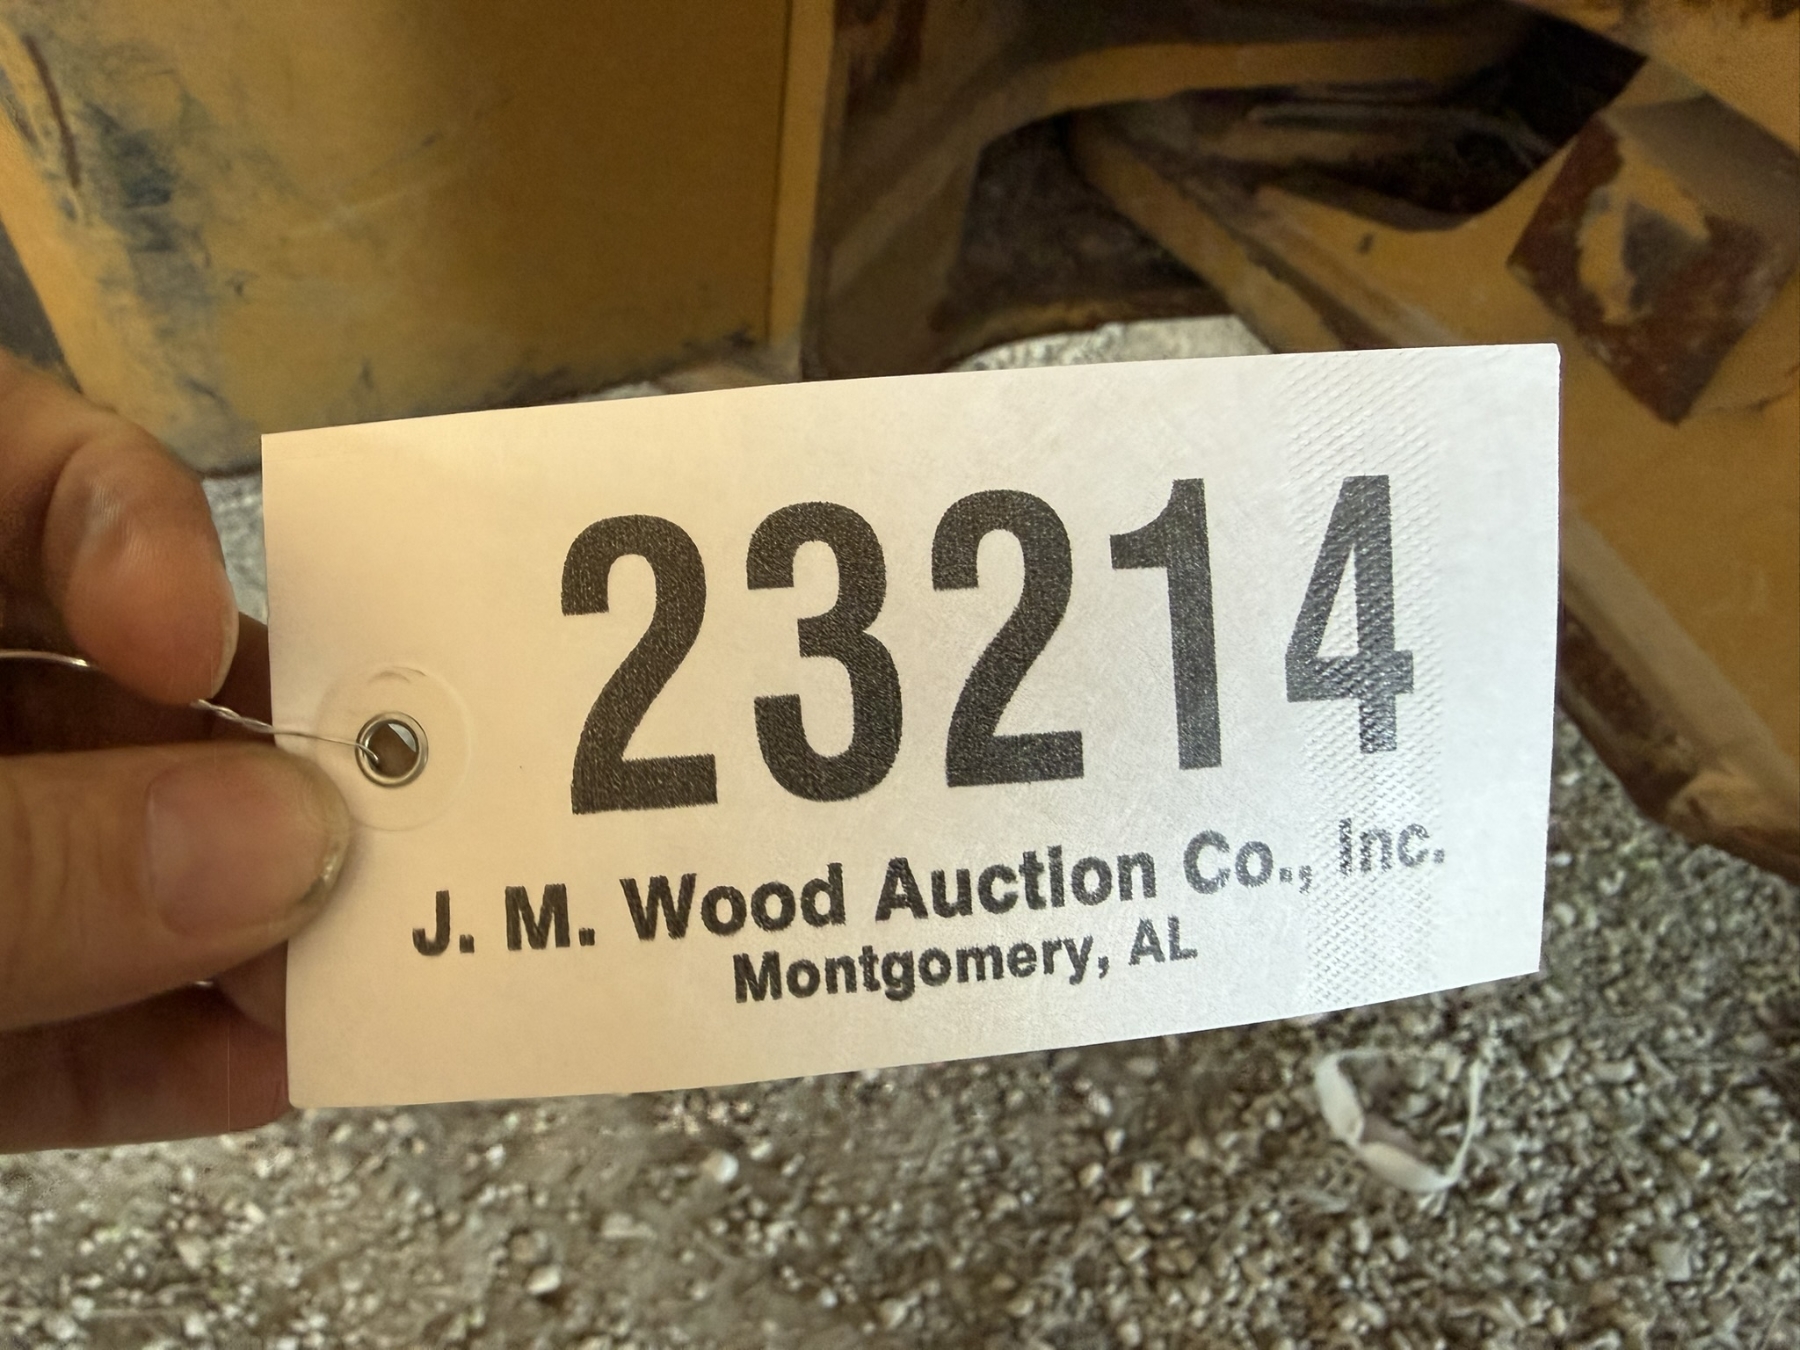 23214
J. M. Wood Auction Co., Inc.
Montgomery, AL